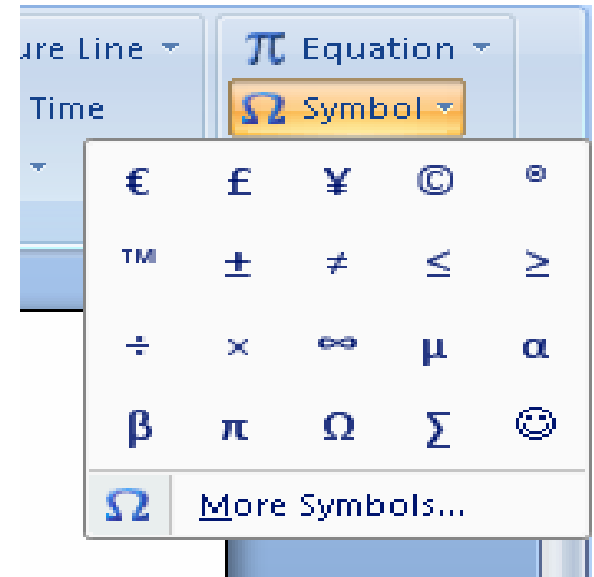 ure Line
π Equation
Time
Ω Symbol
€ £ ¥ © ®
™ ± ≠ ≤ ≥
÷ × ∞ µ α
β π Ω ∑ ☺
Ω More Symbols...